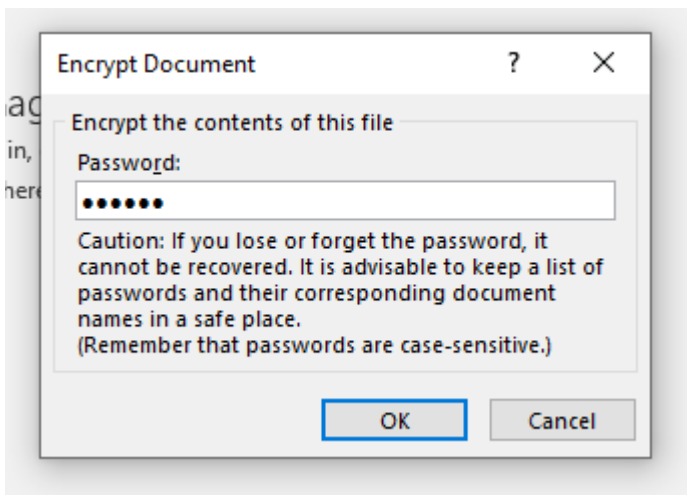 Encrypt Document ?
Encrypt the contents of this file
in,
Password:
••••••
Caution: If you lose or forget the password, it
cannot be recovered. It is advisable to keep a list of
passwords and their corresponding document
names in a safe place.
(Remember that passwords are case-sensitive.)
OK Cancel